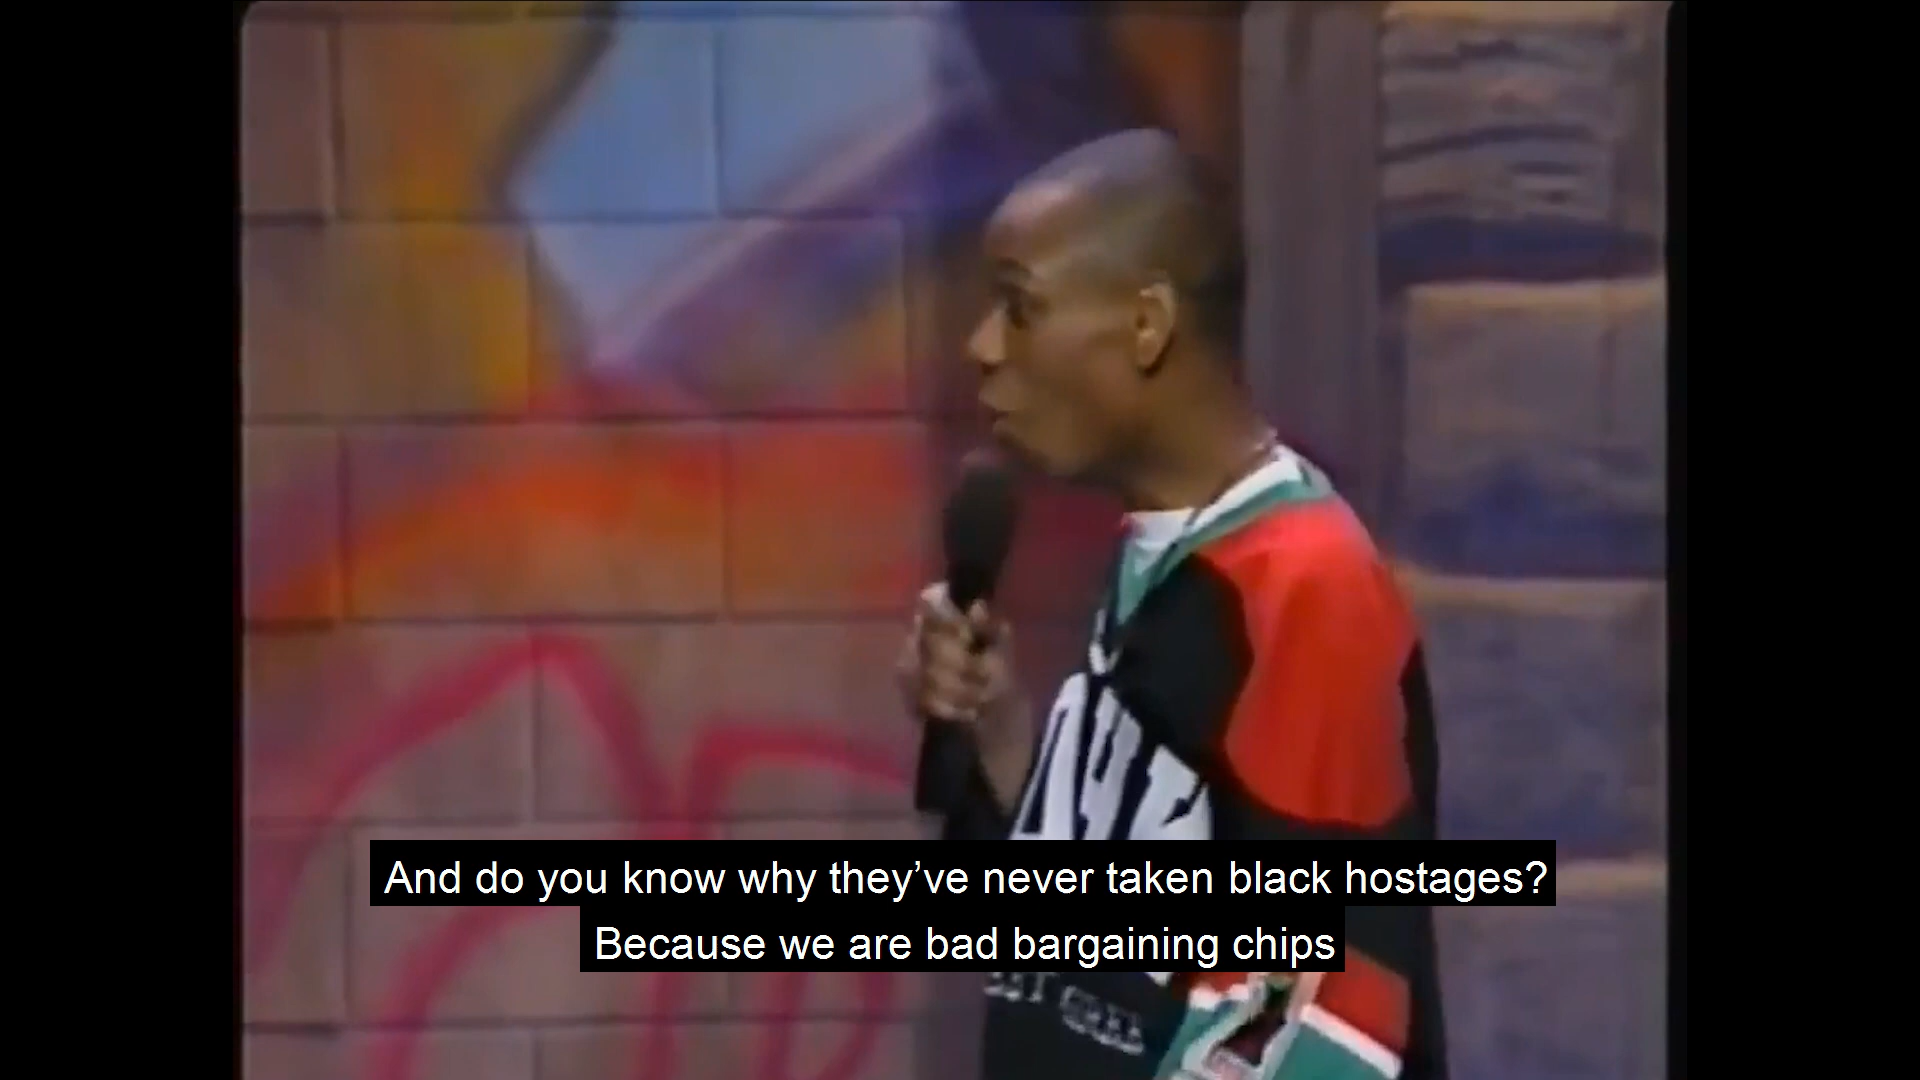 And do you know why they’ve never taken black hostages?
Because we are bad bargaining chips